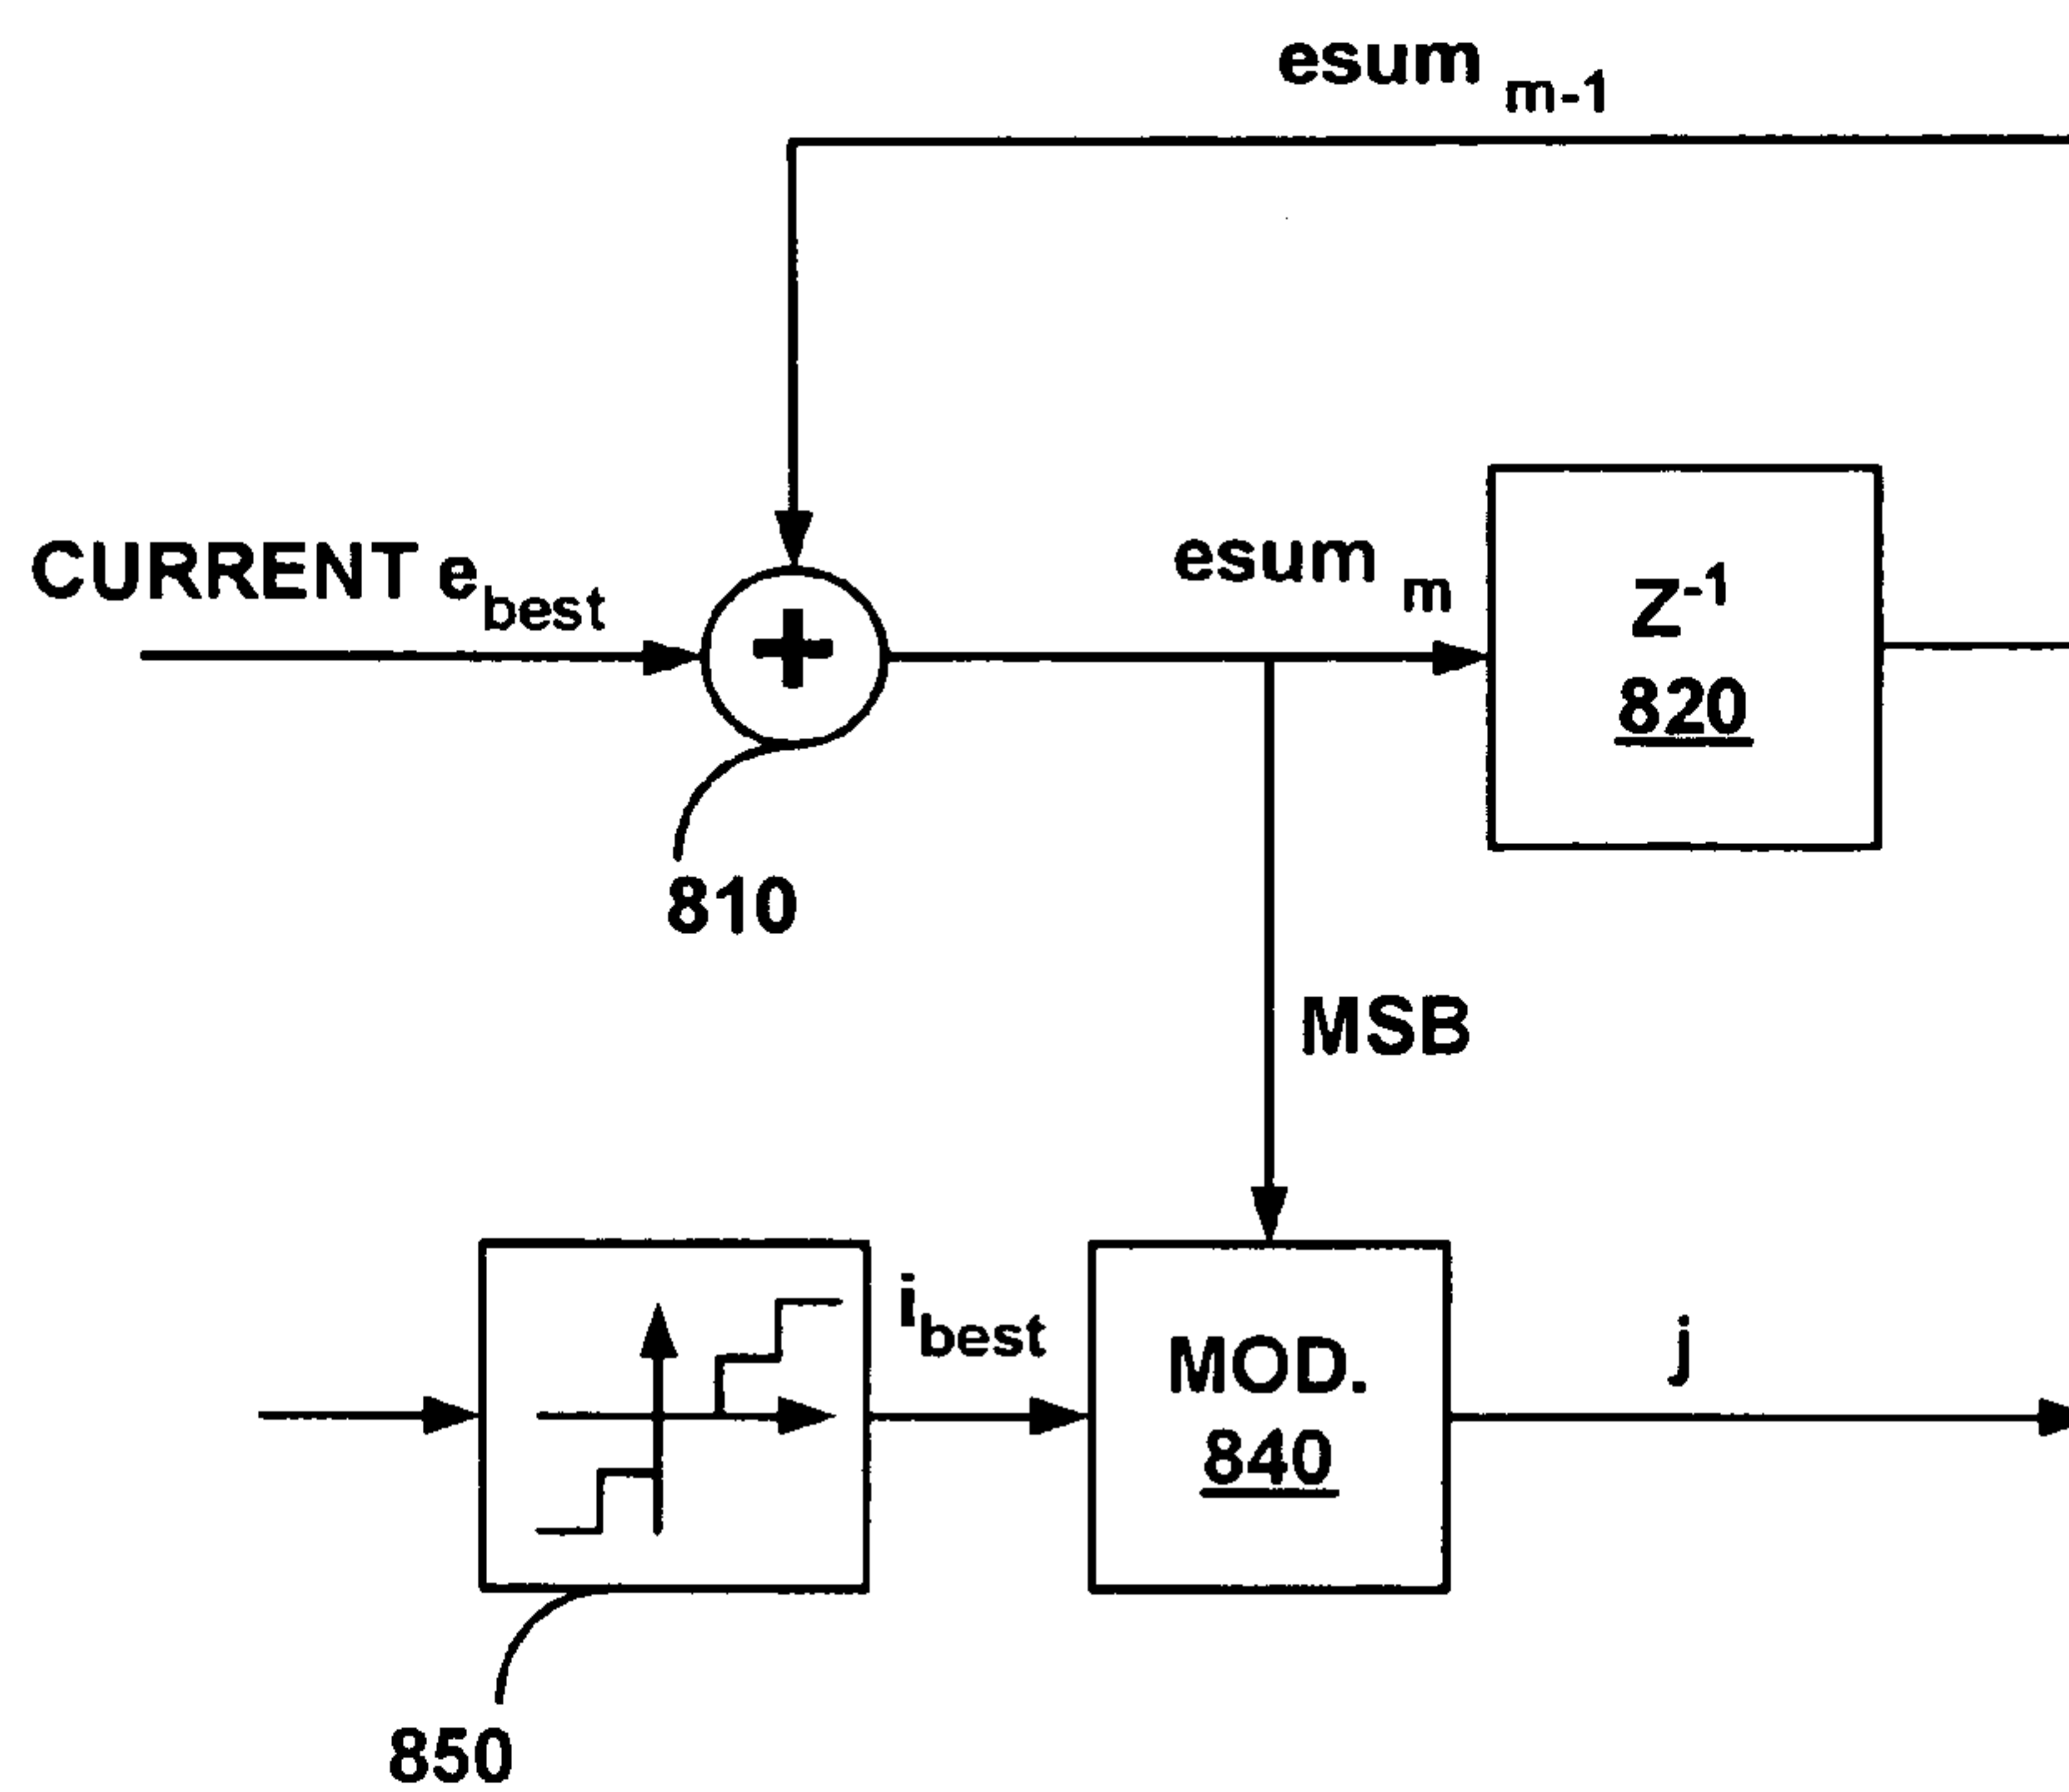 esum m-1
CURRENT e best
esum m
Z-1
820
810
MSB
i best
MOD.
840
j
850